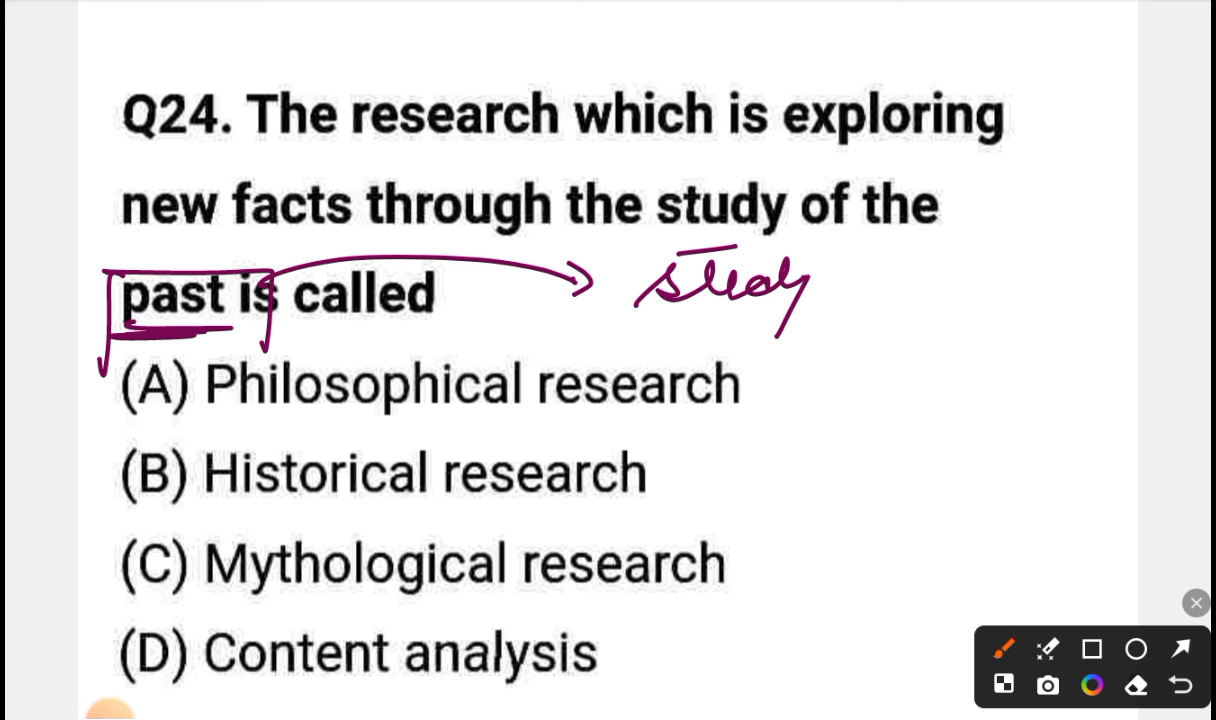 Q24. The research which is exploring
new facts through the study of the
past is called
study
(A) Philosophical research
(B) Historical research
(C) Mythological research
(D) Content analysis